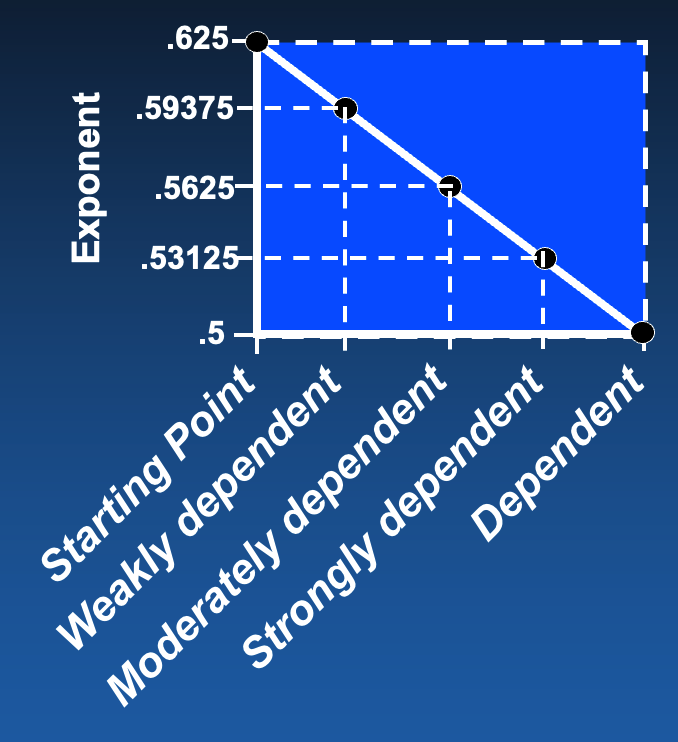 .625
.59375
.5625
.53125
.5
Exponent
Starting Point
Weakly dependent
Moderately dependent
Strongly dependent
Dependent